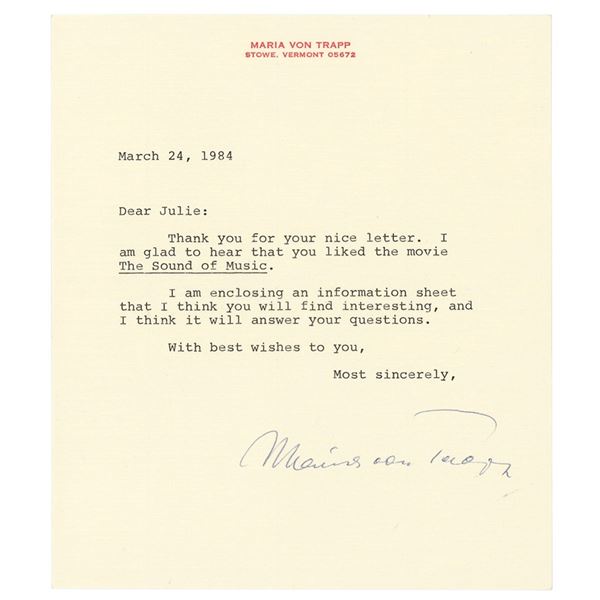 MARIA VON TRAPP
STOWE, VERMONT 05672
March 24, 1984
Dear Julie:
Thank you for your nice letter. I
am glad to hear that you liked the movie
The Sound of Music.
I am enclosing an information sheet
that I think you will find interesting, and
I think it will answer your questions.
With best wishes to you,
Most sincerely,
Maria von Trapp